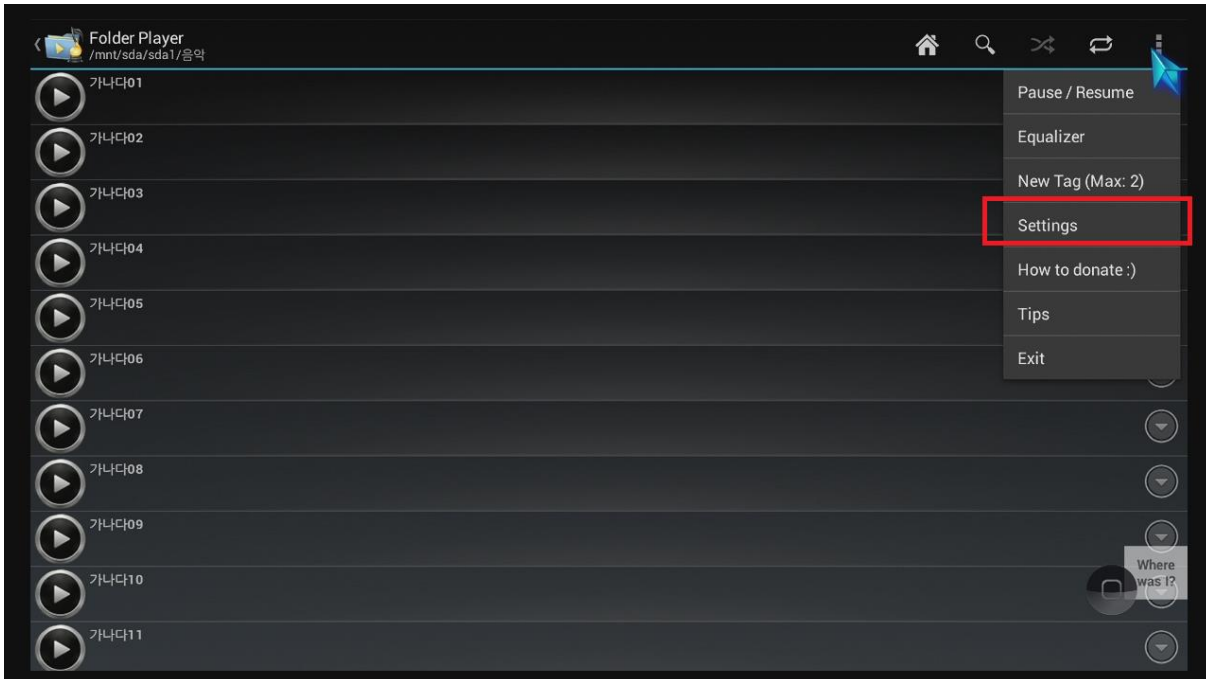 Folder Player
/mnt/sda/sda1/음악
가나다01
Pause / Resume
가나다02
Equalizer
New Tag (Max: 2)
가나다03
Settings
가나다04
How to donate :)
가나다05
Tips
가나다06
Exit
가나다07
가나다08
가나다09
Where
was I?
가나다10
가나다11